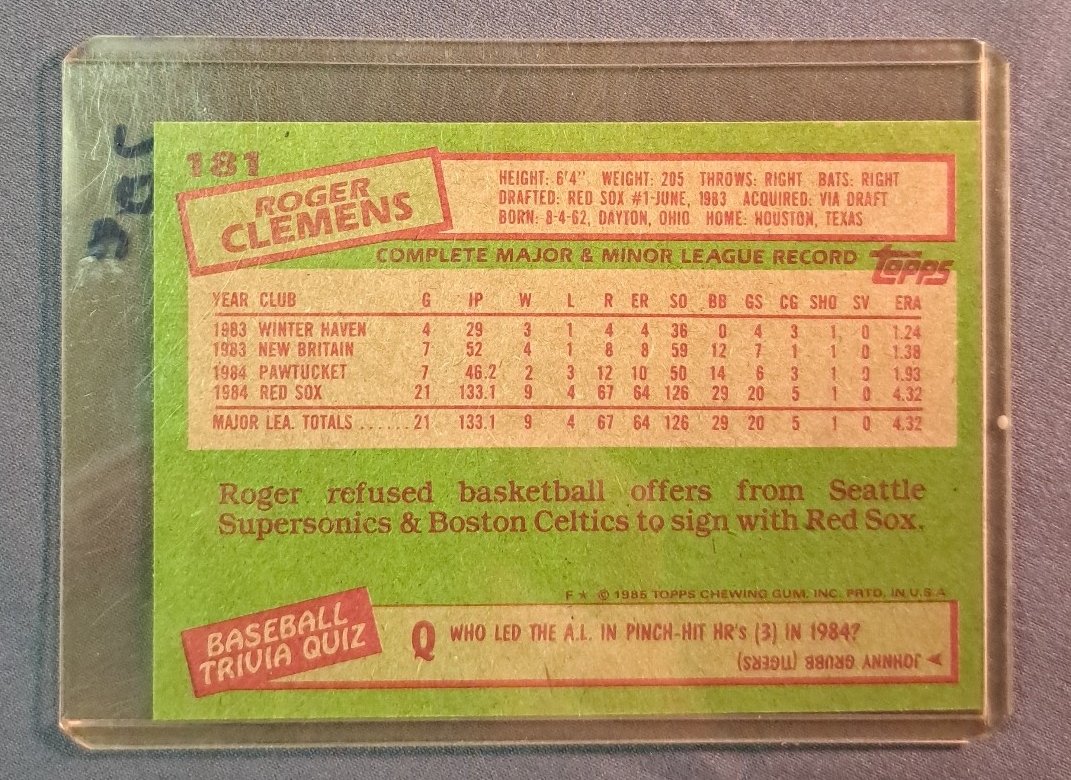 181
ROGER
CLEMENS
HEIGHT: 6'4" WEIGHT: 205 THROWS: RIGHT BATS: RIGHT
DRAFTED: RED SOX #1-JUNE, 1983 ACQUIRED: VIA DRAFT
BORN: 8-4-62, DAYTON, OHIO HOME: HOUSTON, TEXAS
COMPLETE MAJOR & MINOR LEAGUE RECORD TOPPS
YEAR CLUB G IP W L R ER SO BB GS CG SHO SV ERA
1983 WINTER HAVEN 4 29 3 1 4 4 36 0 4 3 1 0 1.24
1983 NEW BRITAIN 7 52 4 1 8 8 59 12 7 1 1 0 1.38
1984 PAWTUCKET 7 46.2 2 3 12 10 50 14 6 3 1 0 1.93
1984 RED SOX 21 133.1 9 4 67 64 126 29 20 5 1 0 4.32
MAJOR LEA. TOTALS ...... 21 133.1 9 4 67 64 126 29 20 5 1 0 4.32
Roger refused basketball offers from Seattle
Supersonics & Boston Celtics to sign with Red Sox.
F ★ © 1985 TOPPS CHEWING GUM, INC. PRTD. IN U.S.A
BASEBALL
TRIVIA QUIZ
Q WHO LED THE A.L. IN PINCH-HIT HR's (3) IN 1984?
JOHNNY GRUBB (TIGERS)